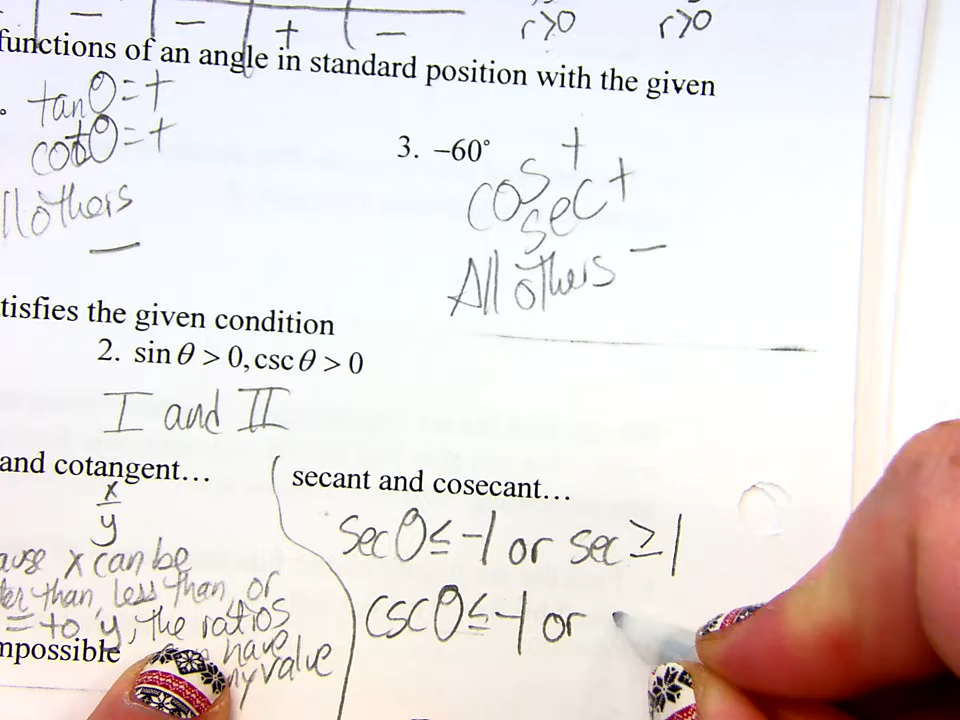 − − + −
r>0 r>0
functions of an angle in standard position with the given
tanθ=+
cotθ=+
All others
−
3. −60°
cos +
sec +
All others −
tisfies the given condition
2. sin θ > 0, csc θ > 0
I and II
and cotangent...
x
y
ause x can be
ter than, less than, or
= to y, the ratios
have
ny value
mpossible
secant and cosecant...
secθ ≤ -1 or sec ≥ 1
cscθ ≤ -1 or